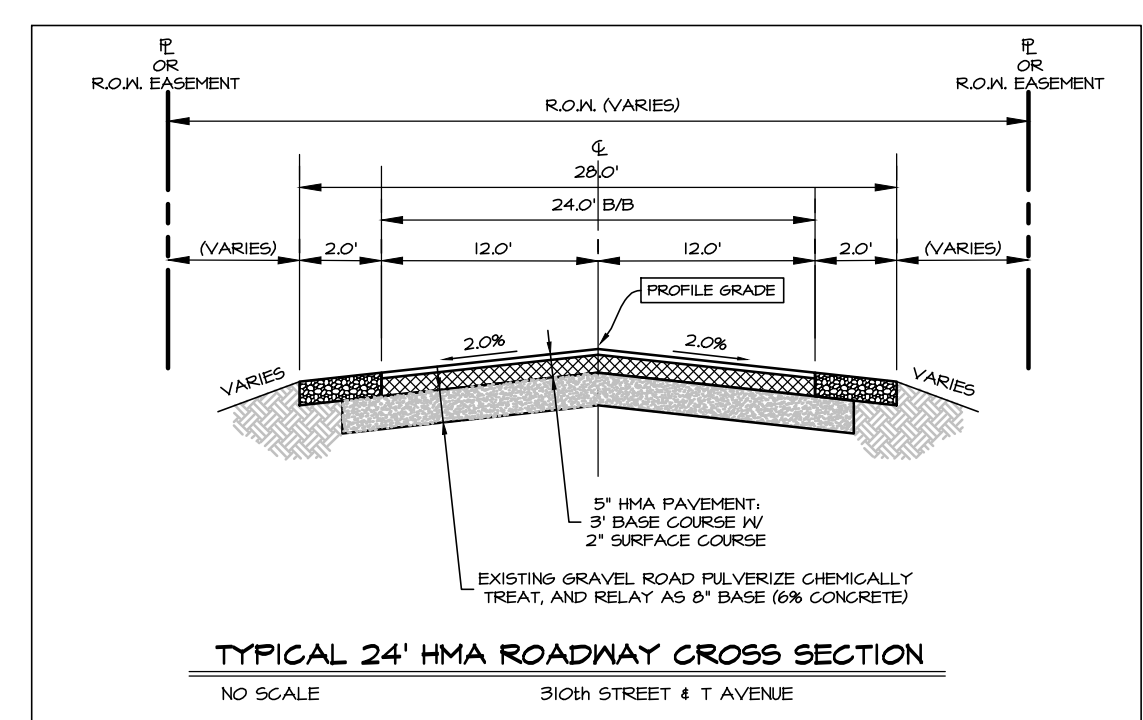 PL
OR
R.O.W. EASEMENT
PL
OR
R.O.W. EASEMENT
R.O.W. (VARIES)
CL
28.0'
24.0' B/B
(VARIES)
2.0'
12.0'
12.0'
2.0'
(VARIES)
PROFILE GRADE
2.0%
2.0%
VARIES
VARIES
5" HMA PAVEMENT:
3' BASE COURSE W/
2" SURFACE COURSE
EXISTING GRAVEL ROAD PULVERIZE CHEMICALLY
TREAT, AND RELAY AS 8" BASE (6% CONCRETE)
TYPICAL 24' HMA ROADWAY CROSS SECTION
NO SCALE
310th STREET & T AVENUE